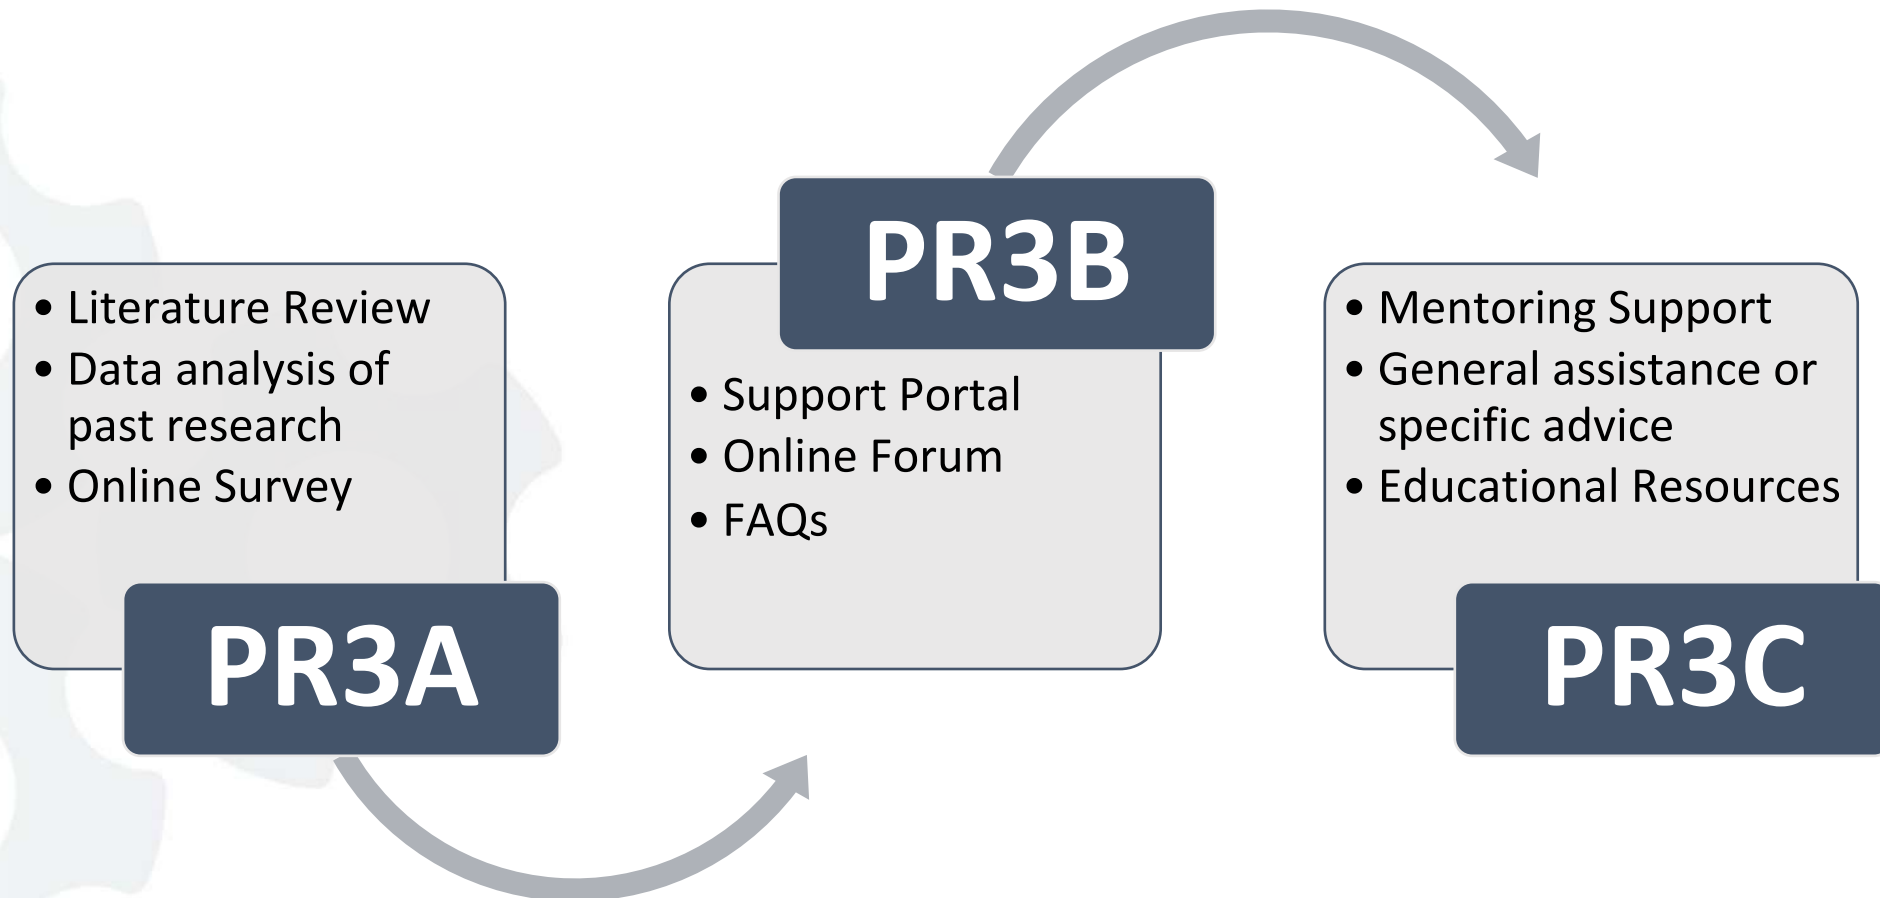 • Literature Review
• Data analysis of
past research
• Online Survey
PR3A
PR3B
• Support Portal
• Online Forum
• FAQs
• Mentoring Support
• General assistance or
specific advice
• Educational Resources
PR3C